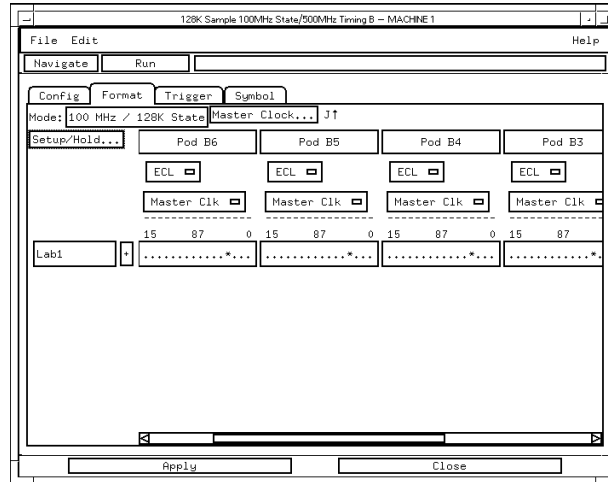 128K Sample 100MHz State/500MHz Timing B – MACHINE 1
File Edit Help
Navigate Run
Config Format Trigger Symbol
Mode: 100 MHz / 128K State Master Clock... J↑
Setup/Hold... Pod B6 Pod B5 Pod B4 Pod B3
ECL ECL ECL ECL
Master Clk Master Clk Master Clk Master Clk
15 87 0 15 87 0 15 87 0 15 87
Lab1 + ............*... ............*... ............*... ............*.
Apply Close